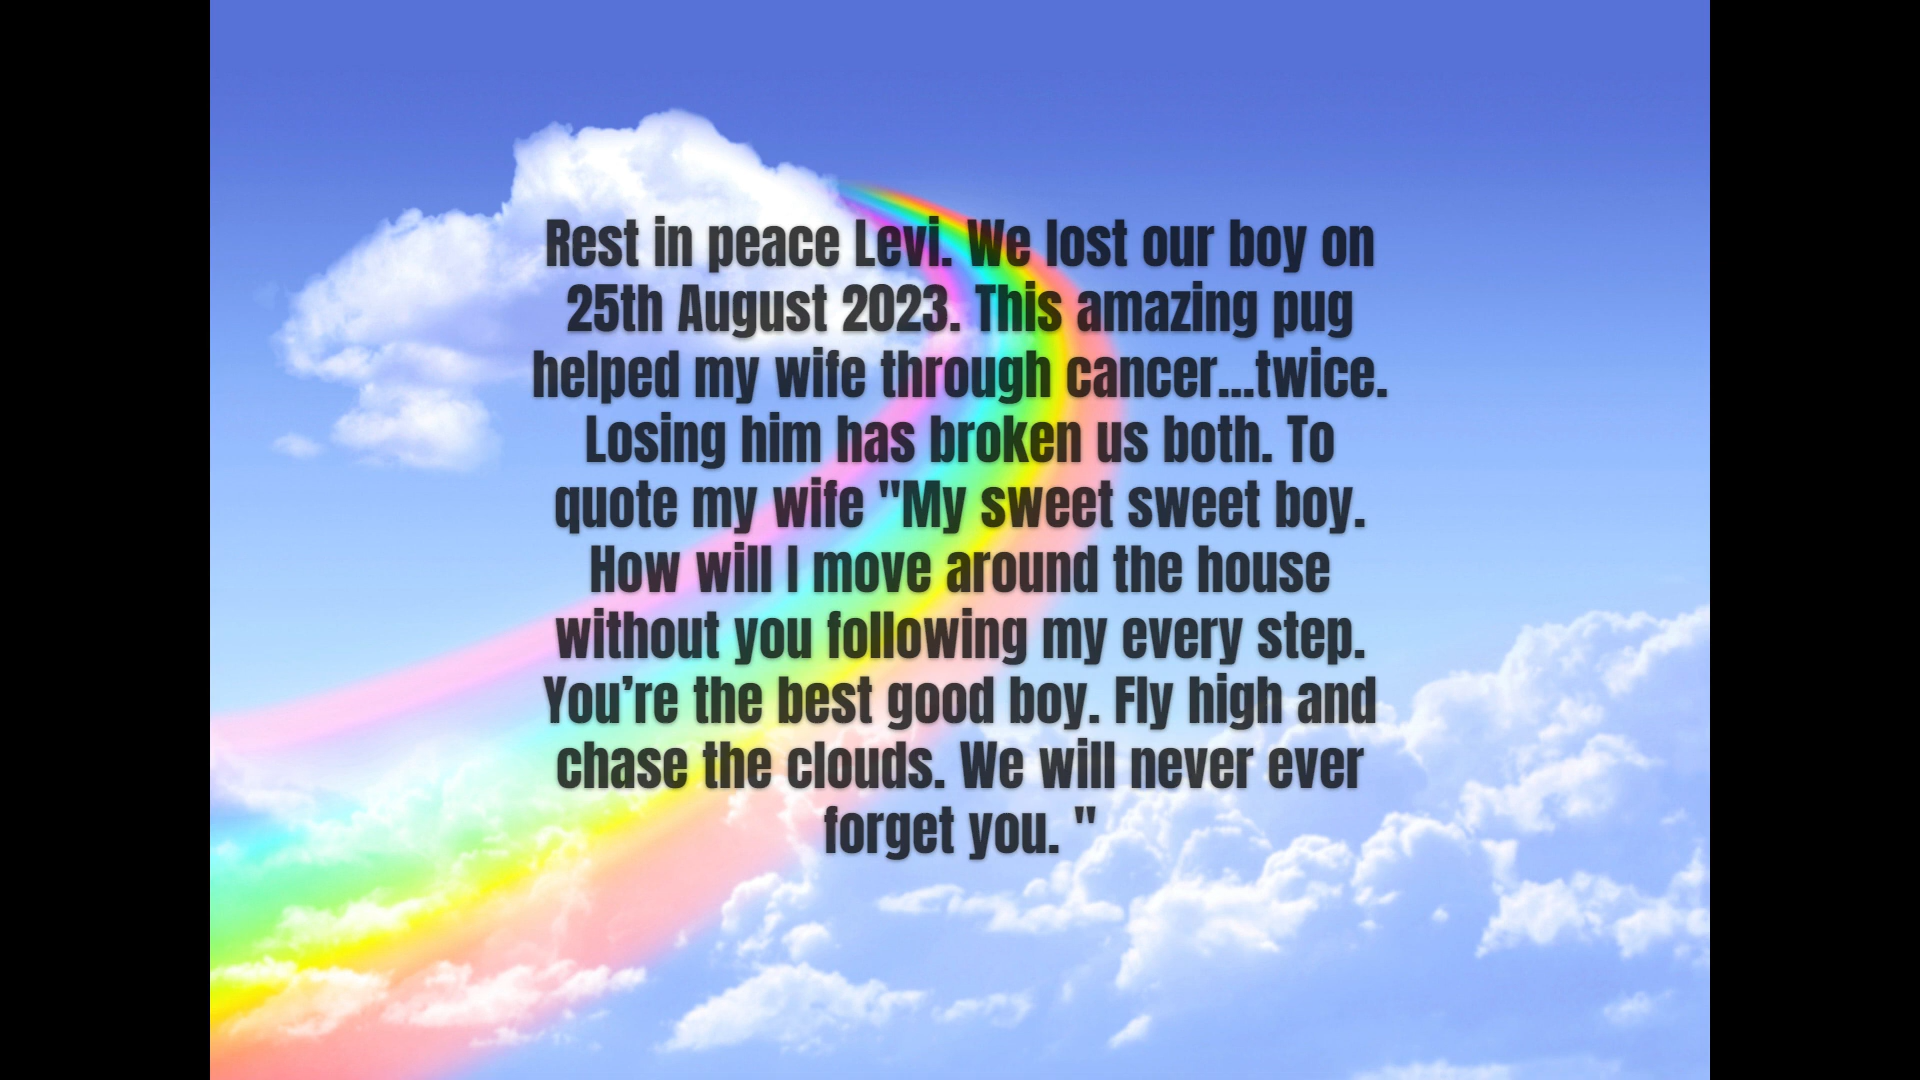 Rest in peace Levi. We lost our boy on
25th August 2023. This amazing pug
helped my wife through cancer...twice.
Losing him has broken us both. To
quote my wife "My sweet sweet boy.
How will I move around the house
without you following my every step.
You’re the best good boy. Fly high and
chase the clouds. We will never ever
forget you. "